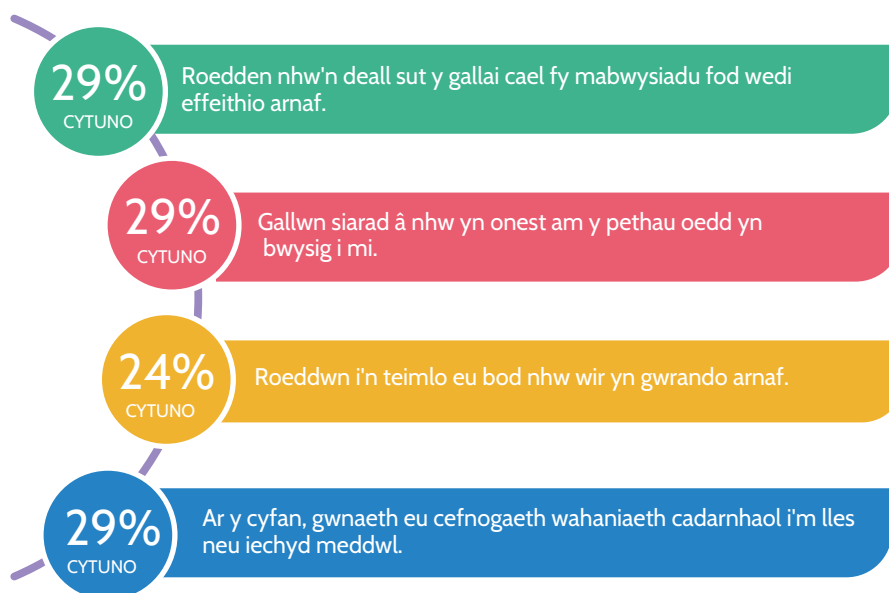 29%
CYTUNO
Roedden nhw'n deall sut y gallai cael fy mabwysiadu fod wedi
effeithio arnaf.
29%
CYTUNO
Gallwn siarad â nhw yn onest am y pethau oedd yn
bwysig i mi.
24%
CYTUNO
Roeddwn i'n teimlo eu bod nhw wir yn gwrando arnaf.
29%
CYTUNO
Ar y cyfan, gwnaeth eu cefnogaeth wahaniaeth cadarnhaol i'm lles
neu iechyd meddwl.